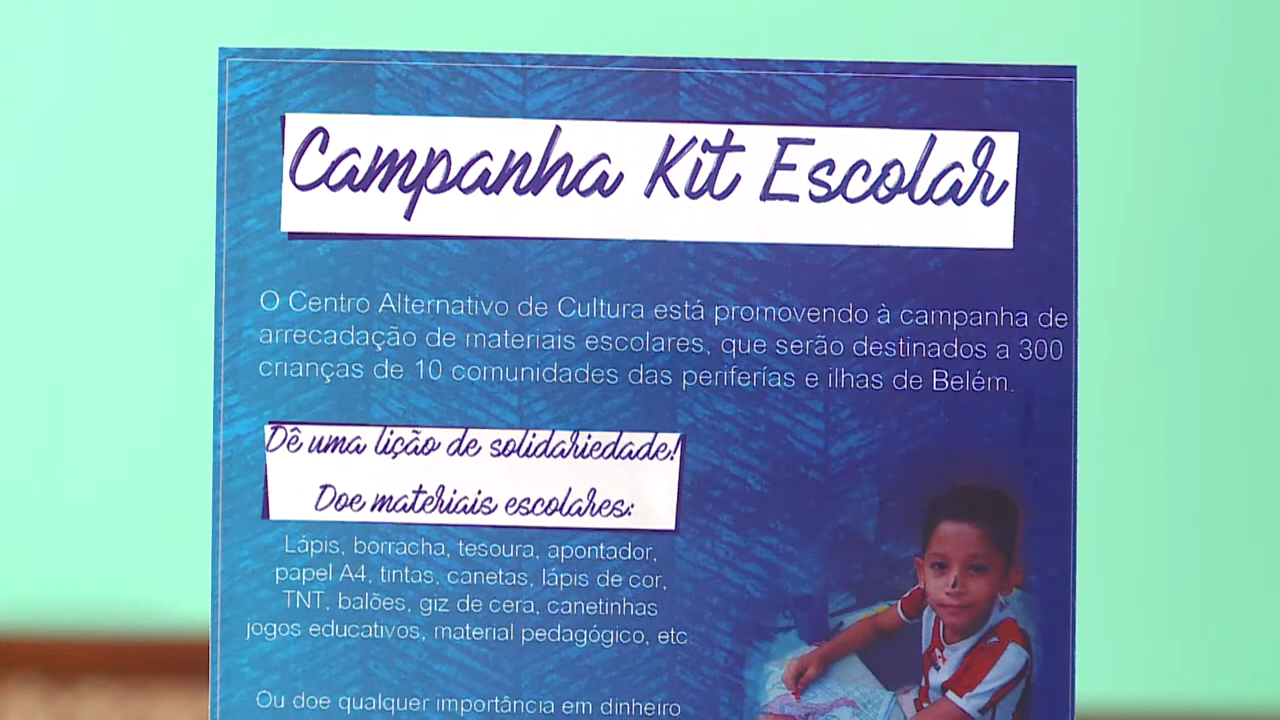 Campanha Kit Escolar
O Centro Alternativo de Cultura está promovendo à campanha de
arrecadação de materiais escolares, que serão destinados a 300
crianças de 10 comunidades das periferias e ilhas de Belém.
Dê uma lição de solidariedade!
Doe materiais escolares:
Lápis, borracha, tesoura, apontador,
papel A4, tintas, canetas, lápis de cor,
TNT, balões, giz de cera, canetinhas
jogos educativos, material pedagógico, etc
Ou doe qualquer importância em dinheiro